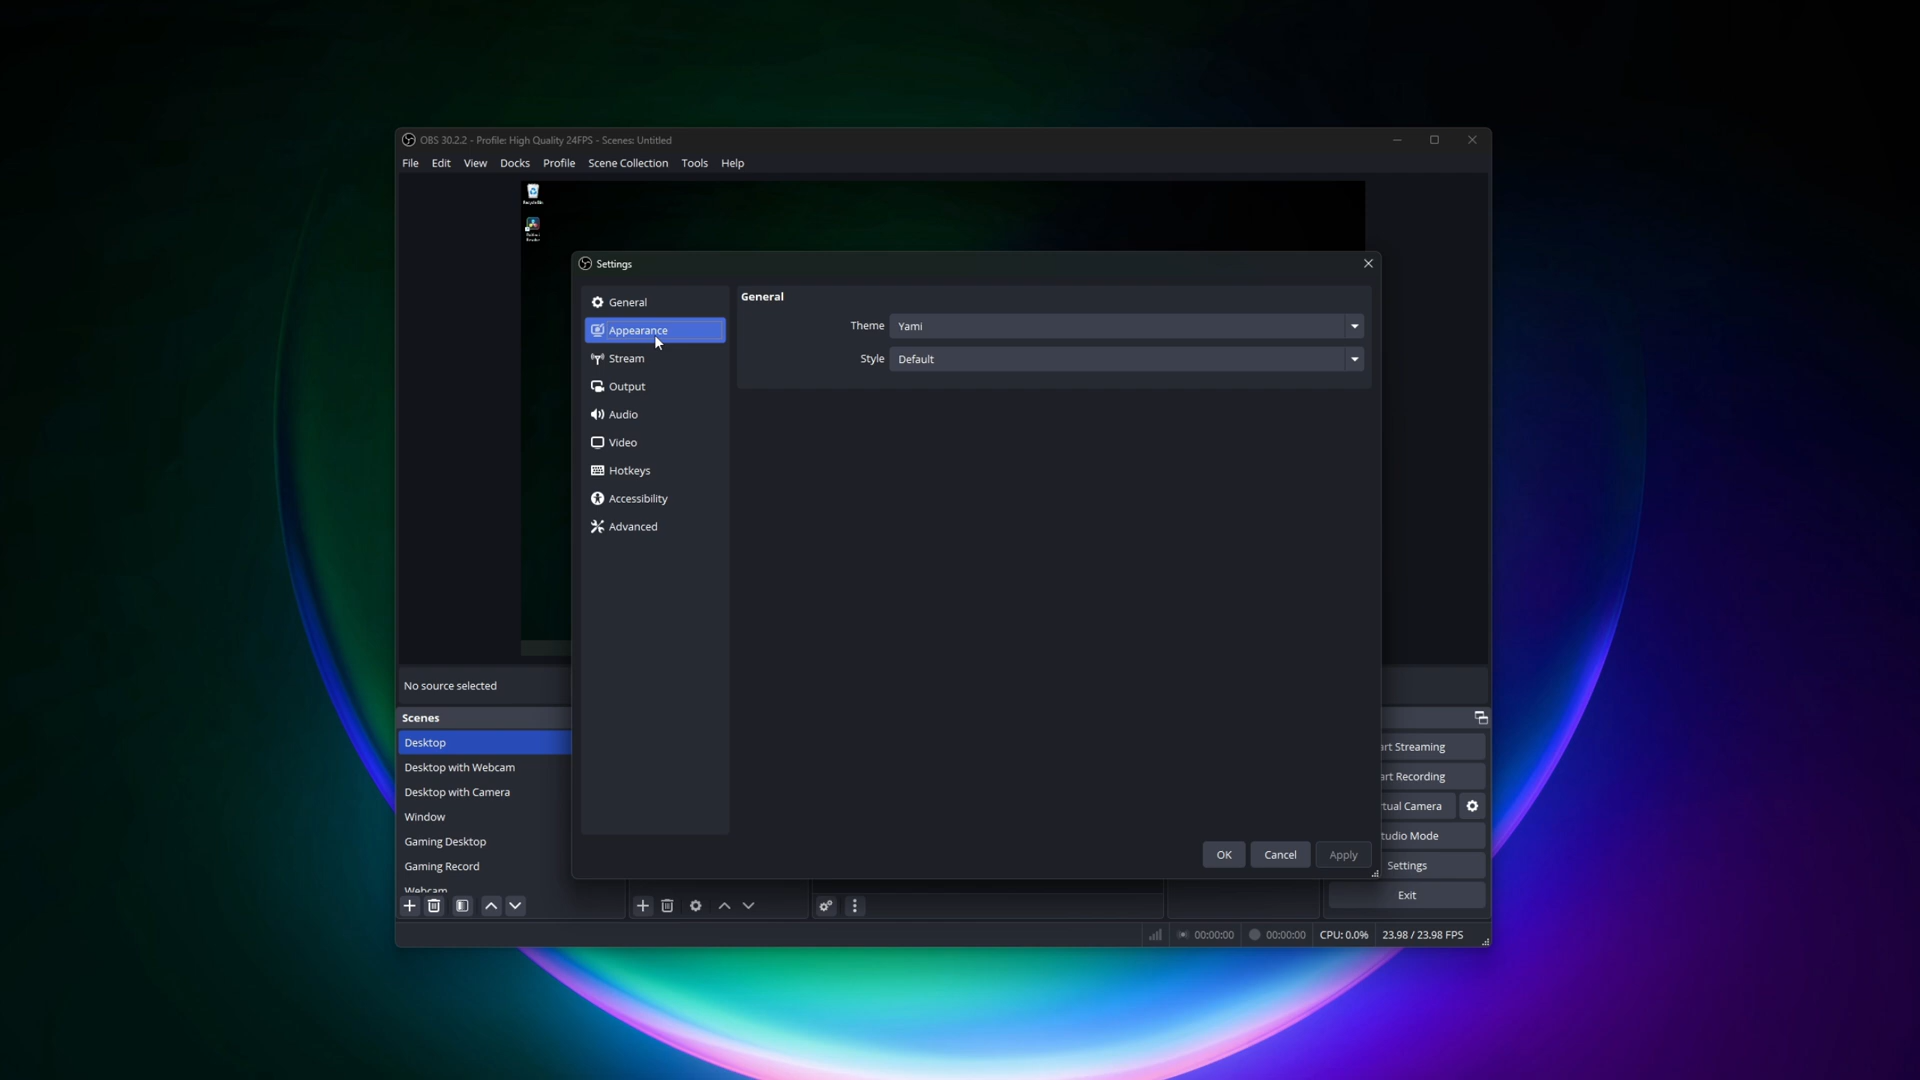 OBS 30.2.2 - Profile: High Quality 24FPS - Scenes: Untitled
File Edit View Docks Profile Scene Collection Tools Help
Settings
General
Appearance
Stream
Output
Audio
Video
Hotkeys
Accessibility
Advanced
General
Theme Yami
Style Default
OK Cancel Apply
No source selected
Scenes
Desktop
Desktop with Webcam
Desktop with Camera
Window
Gaming Desktop
Gaming Record
Webcam
art Streaming
art Recording
rtual Camera
tudio Mode
Settings
Exit
00:00:00 00:00:00 CPU: 0.0% 23.98 / 23.98 FPS